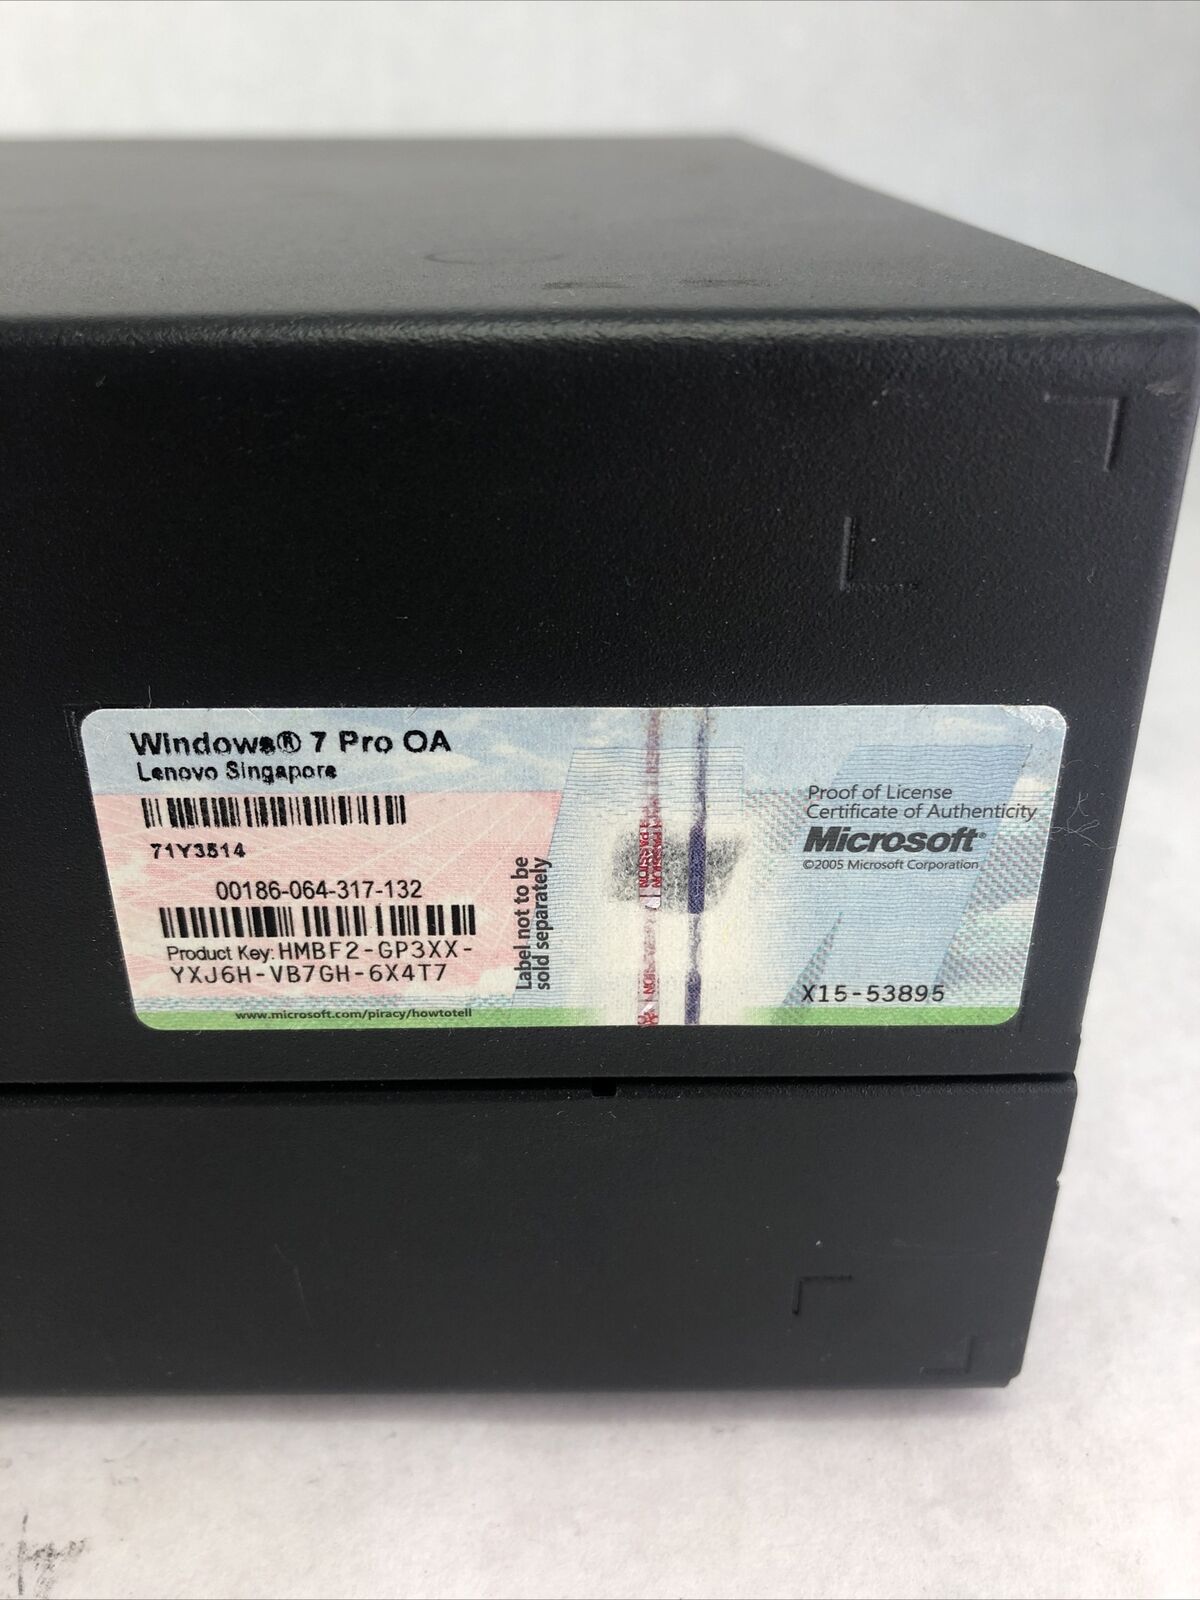 Windows® 7 Pro OA
Lenovo Singapore
71Y3514
00186-064-317-132
Product Key: HMBF2-GP3XX-
YXJ6H-VB7GH-6X4T7
www.microsoft.com/piracy/howtotell
Label not to be
sold separately
Proof of License
Certificate of Authenticity
Microsoft®
©2005 Microsoft Corporation
X15-53895